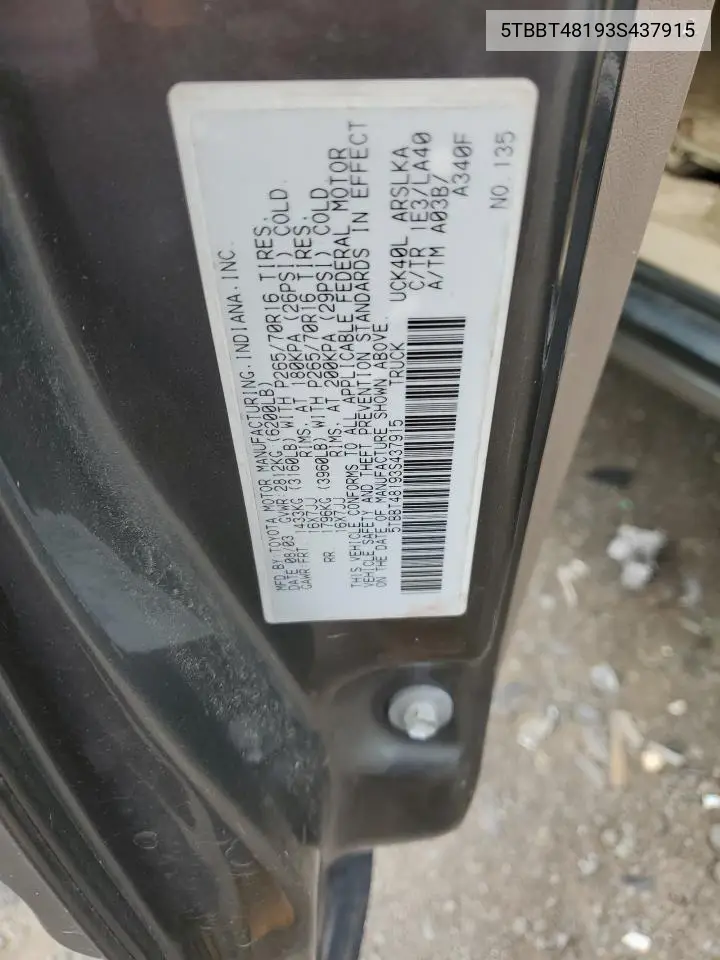 5TBBT48193S437915
MFD BY TOYOTA MOTOR MANUFACTURING, INDIANA, INC.
DATE 08/03 GVWR 2812KG (6200LB)
GAWR FRT 1433KG (3160LB) WITH P265/70R16 TIRES,
16X7JJ RIMS, AT 180KPA (26PSI) COLD.
RR 1796KG (3960LB) WITH P265/70R16 TIRES,
16X7JJ RIMS, AT 200KPA (29PSI) COLD
THIS VEHICLE CONFORMS TO ALL APPLICABLE FEDERAL MOTOR
VEHICLE SAFETY AND THEFT PREVENTION STANDARDS IN EFFECT
ON THE DATE OF MANUFACTURE SHOWN ABOVE.
5TBBT48193S437915 TRUCK
UCK40L ARSLKA
C/TR 1E3/LA40
A/TM A03B/
A340F
NO. 135